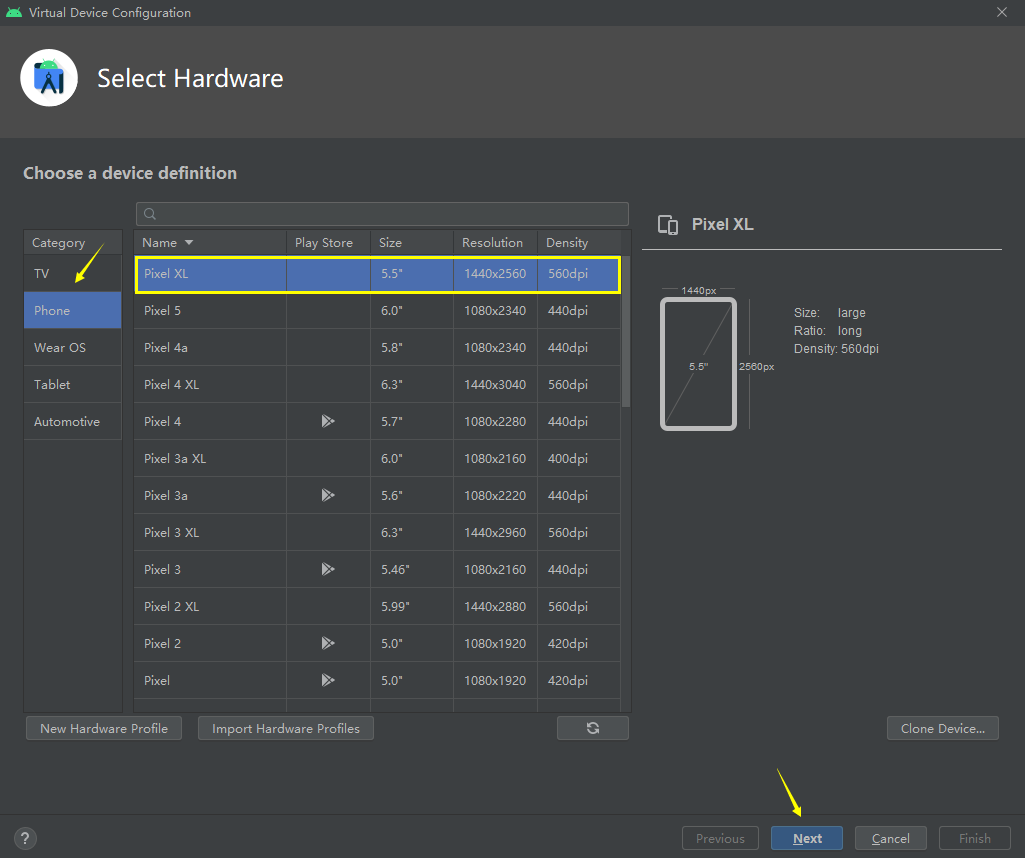 Virtual Device Configuration
Select Hardware
Choose a device definition
Category
TV
Phone
Wear OS
Tablet
Automotive
Name Play Store Size Resolution Density
Pixel XL 5.5" 1440x2560 560dpi
Pixel 5 6.0" 1080x2340 440dpi
Pixel 4a 5.8" 1080x2340 440dpi
Pixel 4 XL 6.3" 1440x3040 560dpi
Pixel 4 5.7" 1080x2280 440dpi
Pixel 3a XL 6.0" 1080x2160 400dpi
Pixel 3a 5.6" 1080x2220 440dpi
Pixel 3 XL 6.3" 1440x2960 560dpi
Pixel 3 5.46" 1080x2160 440dpi
Pixel 2 XL 5.99" 1440x2880 560dpi
Pixel 2 5.0" 1080x1920 420dpi
Pixel 5.0" 1080x1920 420dpi
Pixel XL
1440px
5.5"
2560px
Size: large
Ratio: long
Density: 560dpi
New Hardware Profile
Import Hardware Profiles
Clone Device...
?
Previous
Next
Cancel
Finish